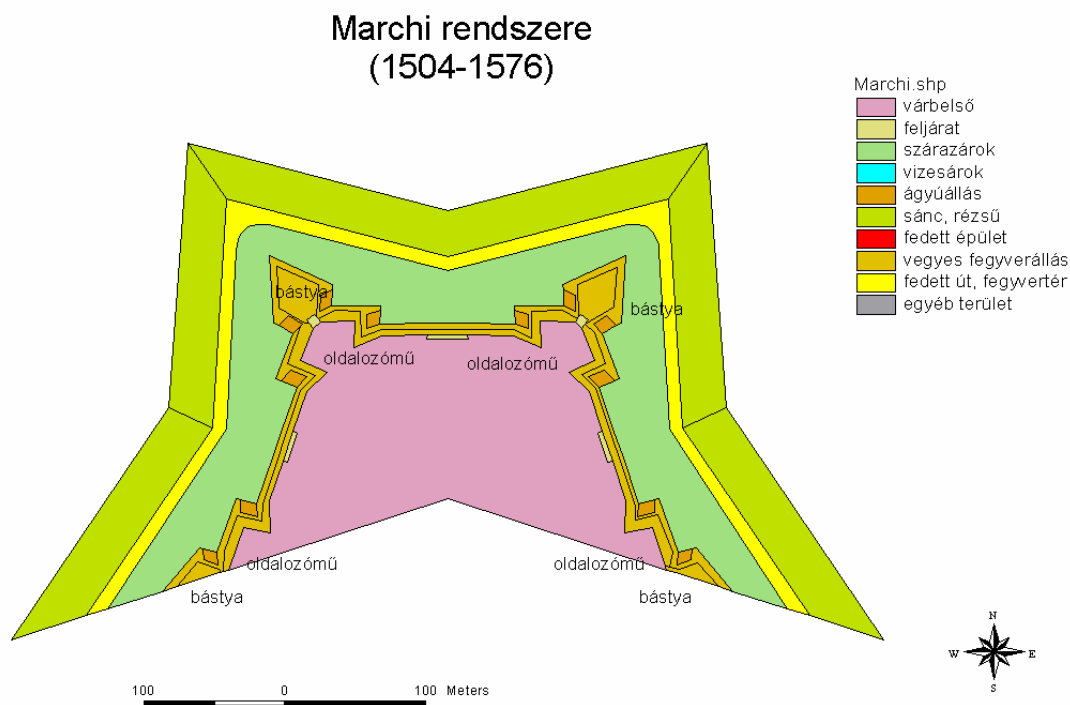 Marchi rendszere
(1504-1576)
Marchi.shp
várbelső
feljárat
szárazárok
vizesárok
ágyúállás
sánc, rézsű
fedett épület
vegyes fegyverállás
fedett út, fegyvertér
egyéb terület
bástya
bástya
oldalozómű
oldalozómű
oldalozómű
oldalozómű
bástya
bástya
N
W
E
S
100 0 100 Meters